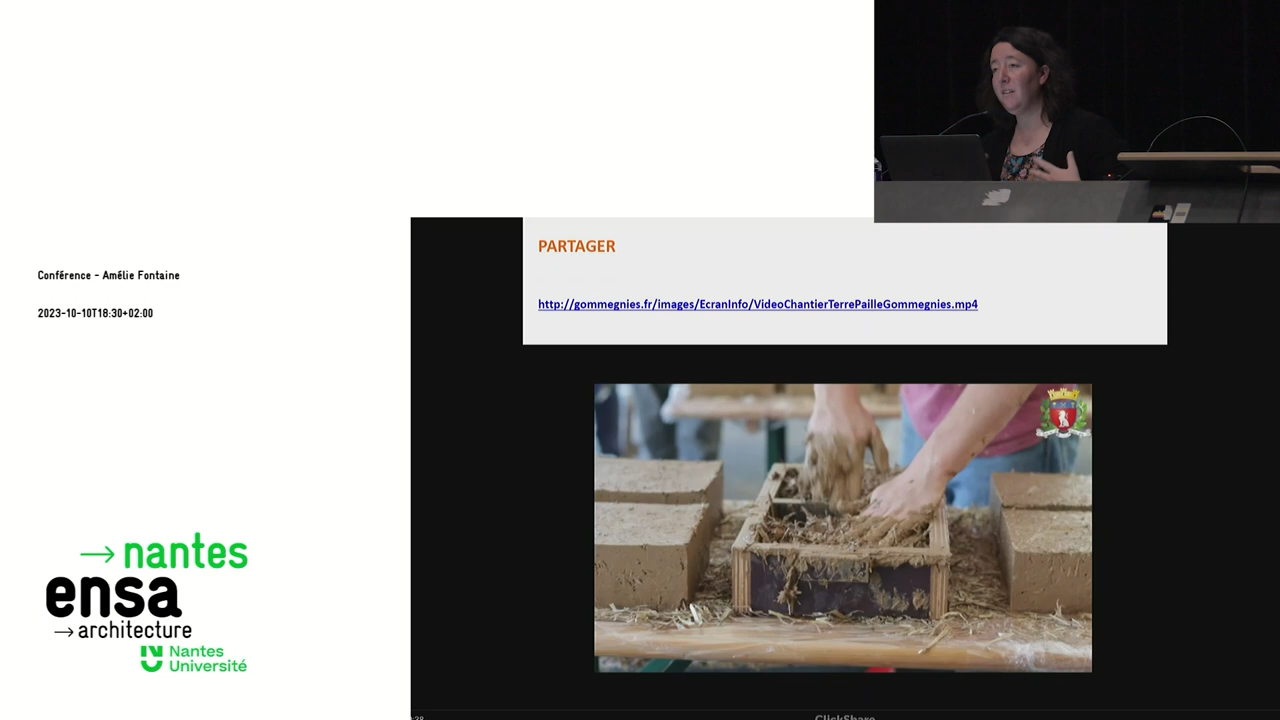 PARTAGER
http://gommegnies.fr/images/EcranInfo/VideoChantierTerrePailleGommegnies.mp4
Conférence - Amélie Fontaine
2023-10-10T18:30+02:00
→nantes
ensa
→architecture
Nantes
Université
ClickShare